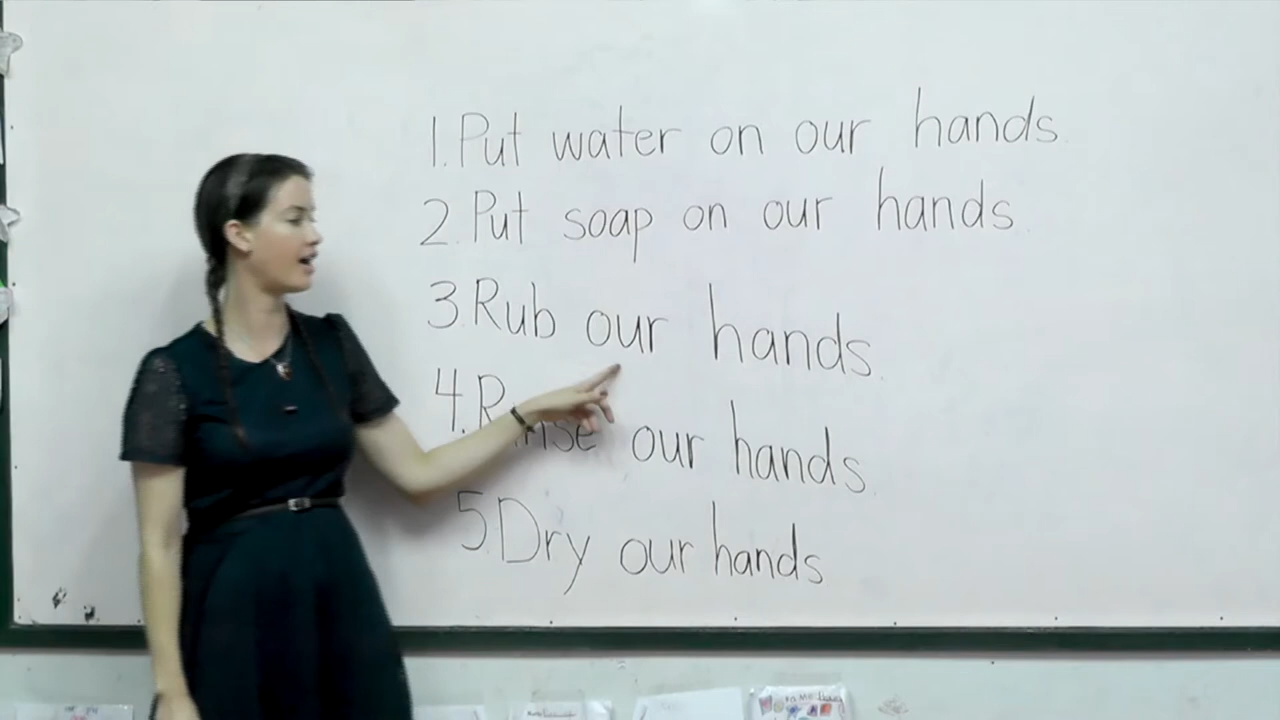 1. Put water on our hands.
2. Put soap on our hands.
3. Rub our hands.
4. Rinse our hands.
5. Dry our hands